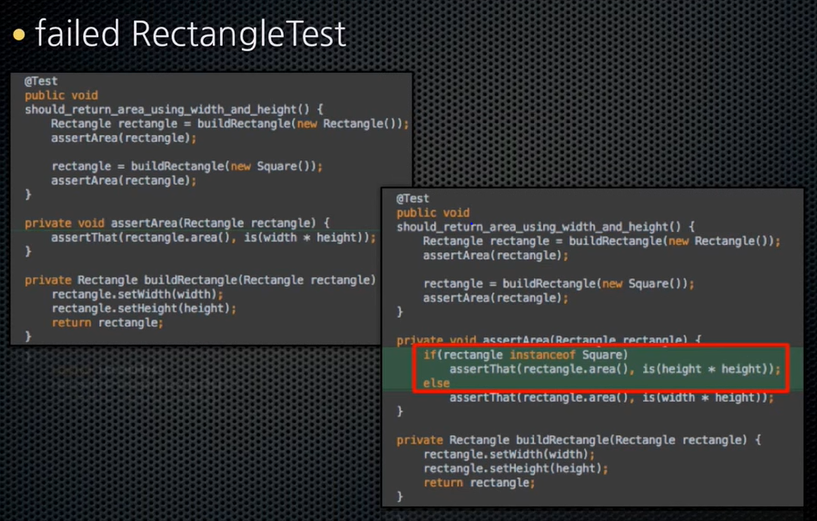 • failed RectangleTest
@Test
public void
should_return_area_using_width_and_height() {
Rectangle rectangle = buildRectangle(new Rectangle());
assertArea(rectangle);
rectangle = buildRectangle(new Square());
assertArea(rectangle);
}
private void assertArea(Rectangle rectangle) {
assertThat(rectangle.area(), is(width * height));
}
private Rectangle buildRectangle(Rectangle rectangle)
rectangle.setWidth(width);
rectangle.setHeight(height);
return rectangle;
}
@Test
public void
should_return_area_using_width_and_height() {
Rectangle rectangle = buildRectangle(new Rectangle());
assertArea(rectangle);
rectangle = buildRectangle(new Square());
assertArea(rectangle);
}
private void assertArea(Rectangle rectangle) {
if(rectangle instanceof Square)
assertThat(rectangle.area(), is(height * height));
else
assertThat(rectangle.area(), is(width * height));
}
private Rectangle buildRectangle(Rectangle rectangle) {
rectangle.setWidth(width);
rectangle.setHeight(height);
return rectangle;
}